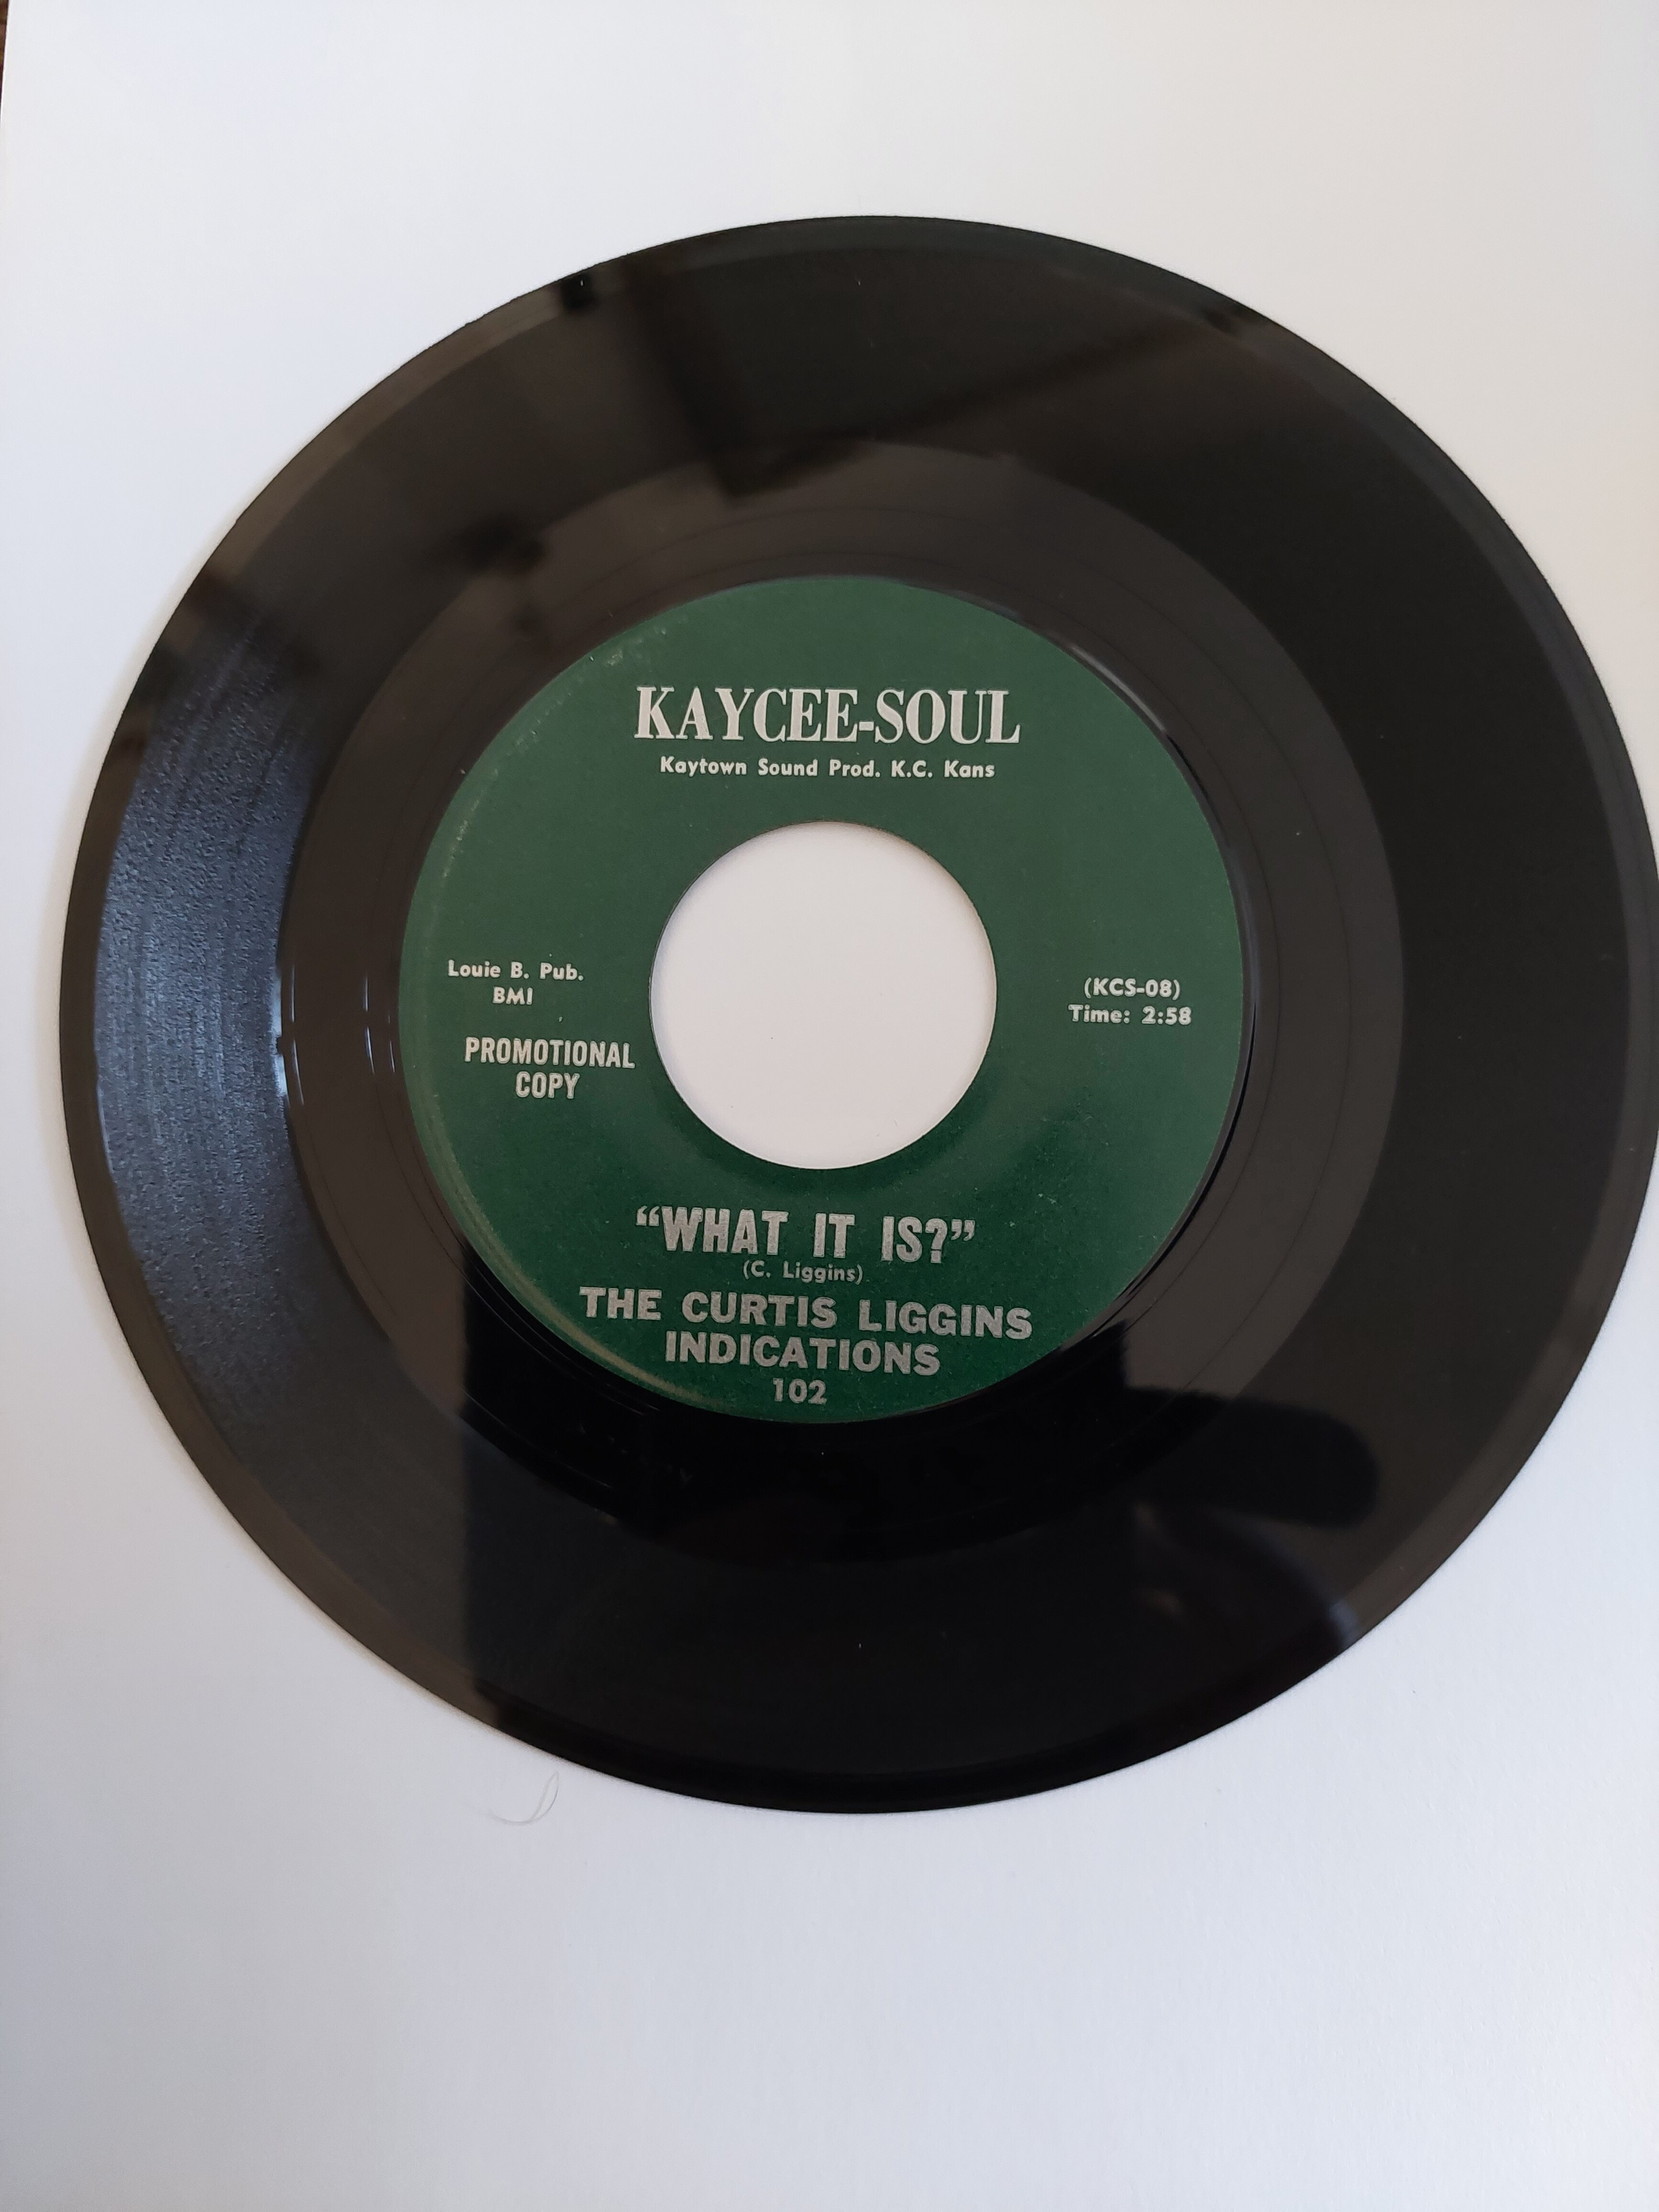 KAYCEE-SOUL
Kaytown Sound Prod. K.C. Kans
Louie B. Pub.
BMI
PROMOTIONAL
COPY
(KCS-08)
Time: 2:58
“WHAT IT IS?”
(C. Liggins)
THE CURTIS LIGGINS
INDICATIONS
102